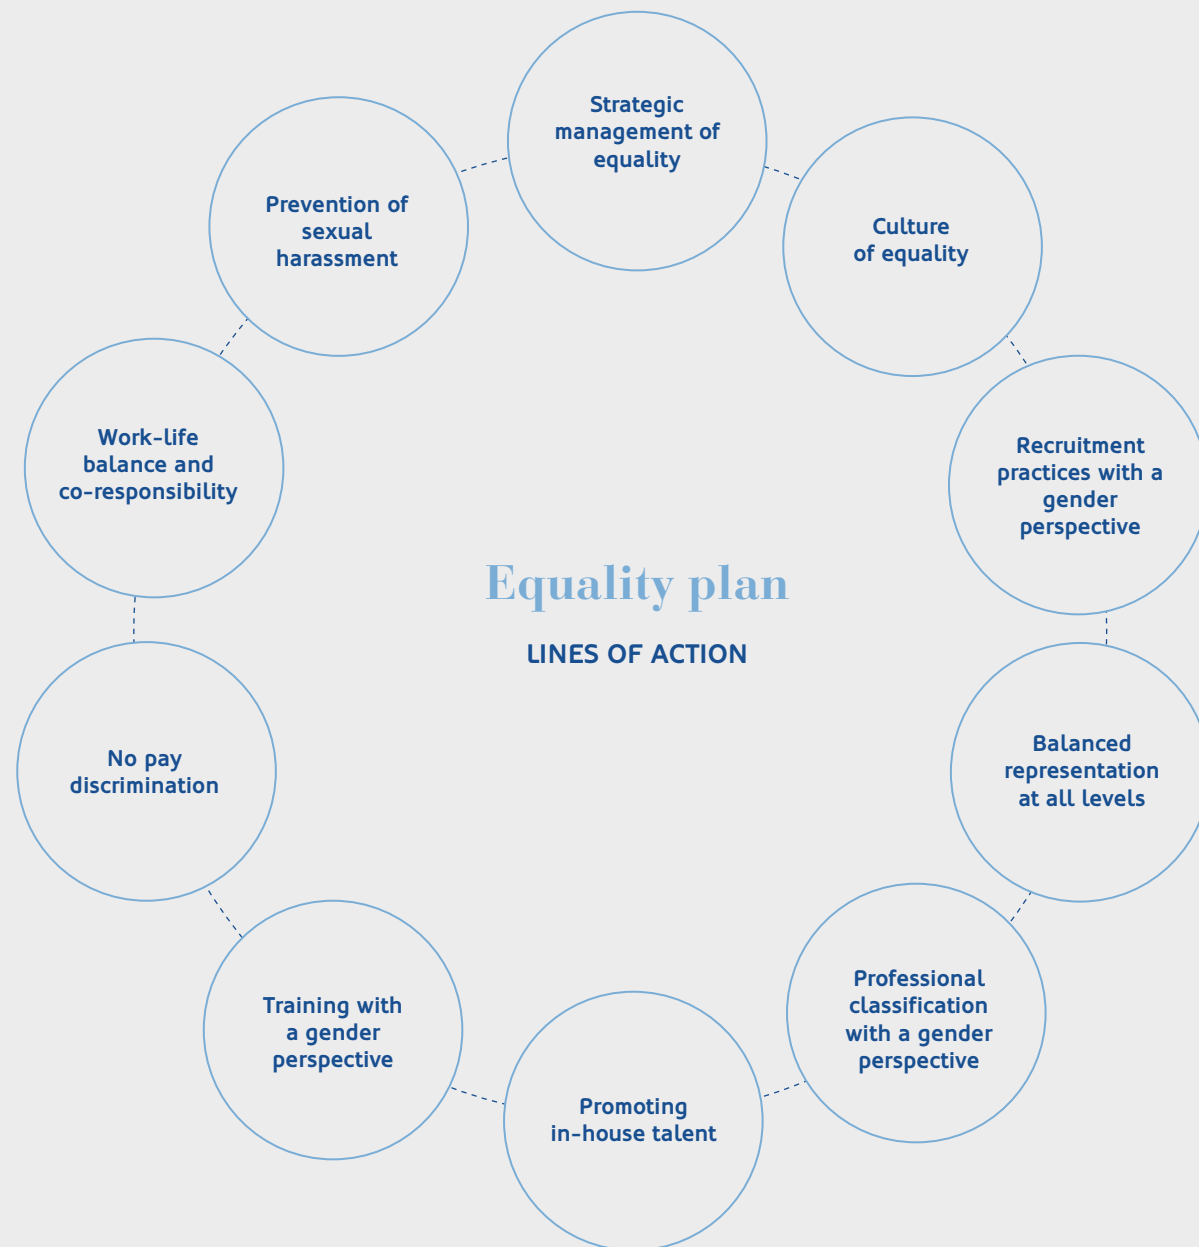 Strategic
management of
equality
Culture
of equality
Recruitment
practices with a
gender
perspective
Balanced
representation
at all levels
Professional
classification
with a gender
perspective
Promoting
in-house talent
Training with
a gender
perspective
No pay
discrimination
Work-life
balance and
co-responsibility
Prevention of
sexual
harassment
Equality plan
LINES OF ACTION